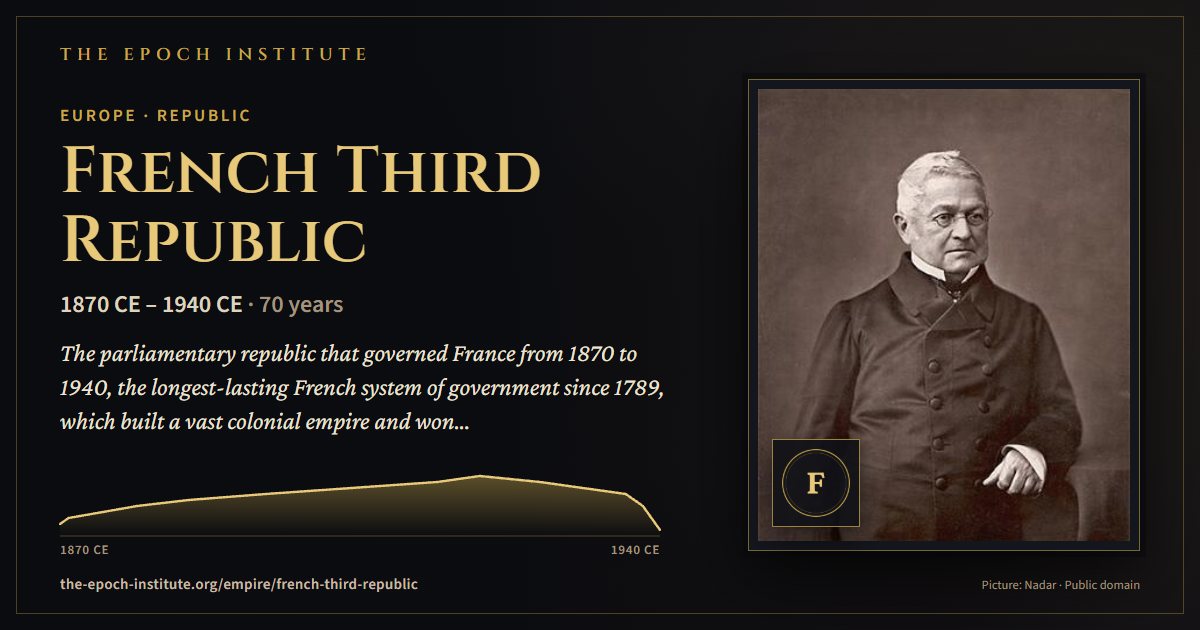 THE EPOCH INSTITUTE
EUROPE · REPUBLIC
FRENCH THIRD
REPUBLIC
1870 CE – 1940 CE · 70 years
The parliamentary republic that governed France from 1870 to
1940, the longest-lasting French system of government since 1789,
which built a vast colonial empire and won...
1870 CE
1940 CE
the-epoch-institute.org/empire/french-third-republic
F
Picture: Nadar · Public domain